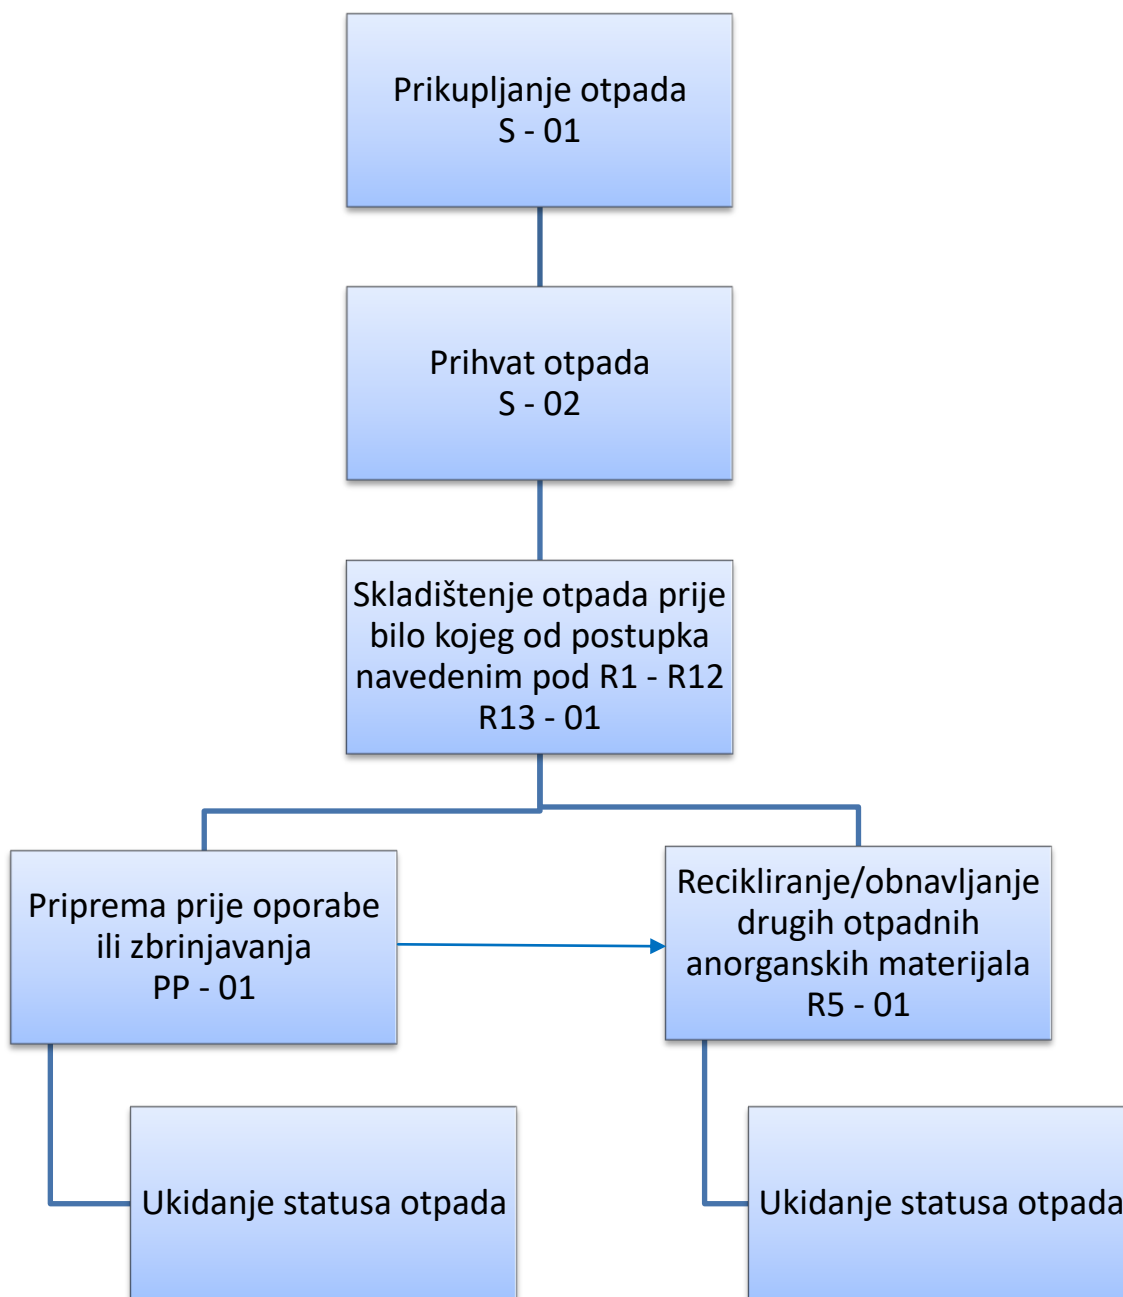 Prikupljanje otpada
S - 01
Prihvat otpada
S - 02
Skladištenje otpada prije
bilo kojeg od postupka
navedenim pod R1 - R12
R13 - 01
Priprema prije oporabe
ili zbrinjavanja
PP - 01
Recikliranje/obnavljanje
drugih otpadnih
anorganskih materijala
R5 - 01
Ukidanje statusa otpada
Ukidanje statusa otpada